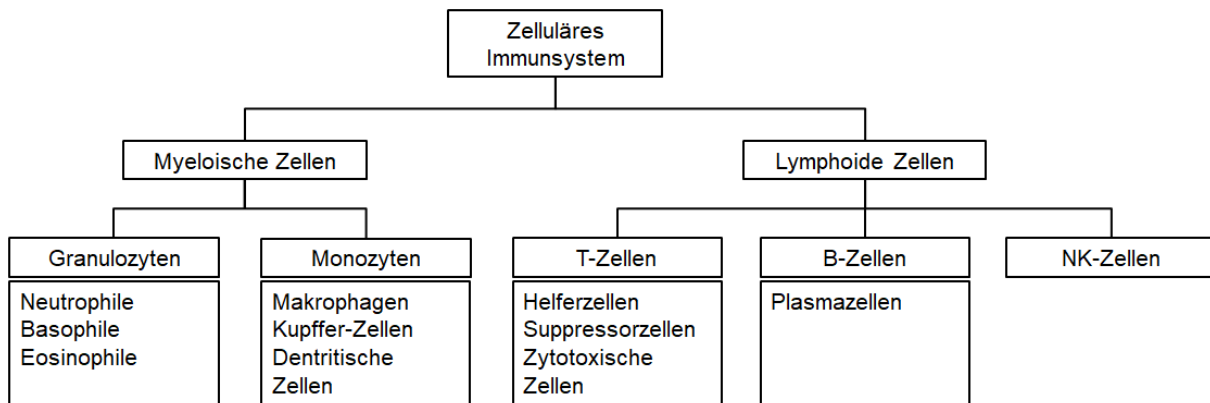 Zelluläres
Immunsystem
Myeloische Zellen
Lymphoide Zellen
Granulozyten
Monozyten
T-Zellen
B-Zellen
NK-Zellen
Neutrophile
Basophile
Eosinophile
Makrophagen
Kupffer-Zellen
Dentritische
Zellen
Helferzellen
Suppressorzellen
Zytotoxische
Zellen
Plasmazellen